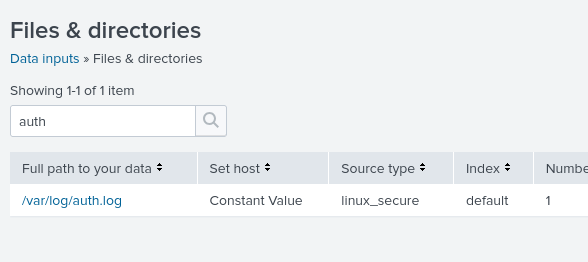 Files & directories
Data inputs » Files & directories
Showing 1-1 of 1 item
auth
Full path to your data Set host Source type Index Numbe
/var/log/auth.log Constant Value linux_secure default 1